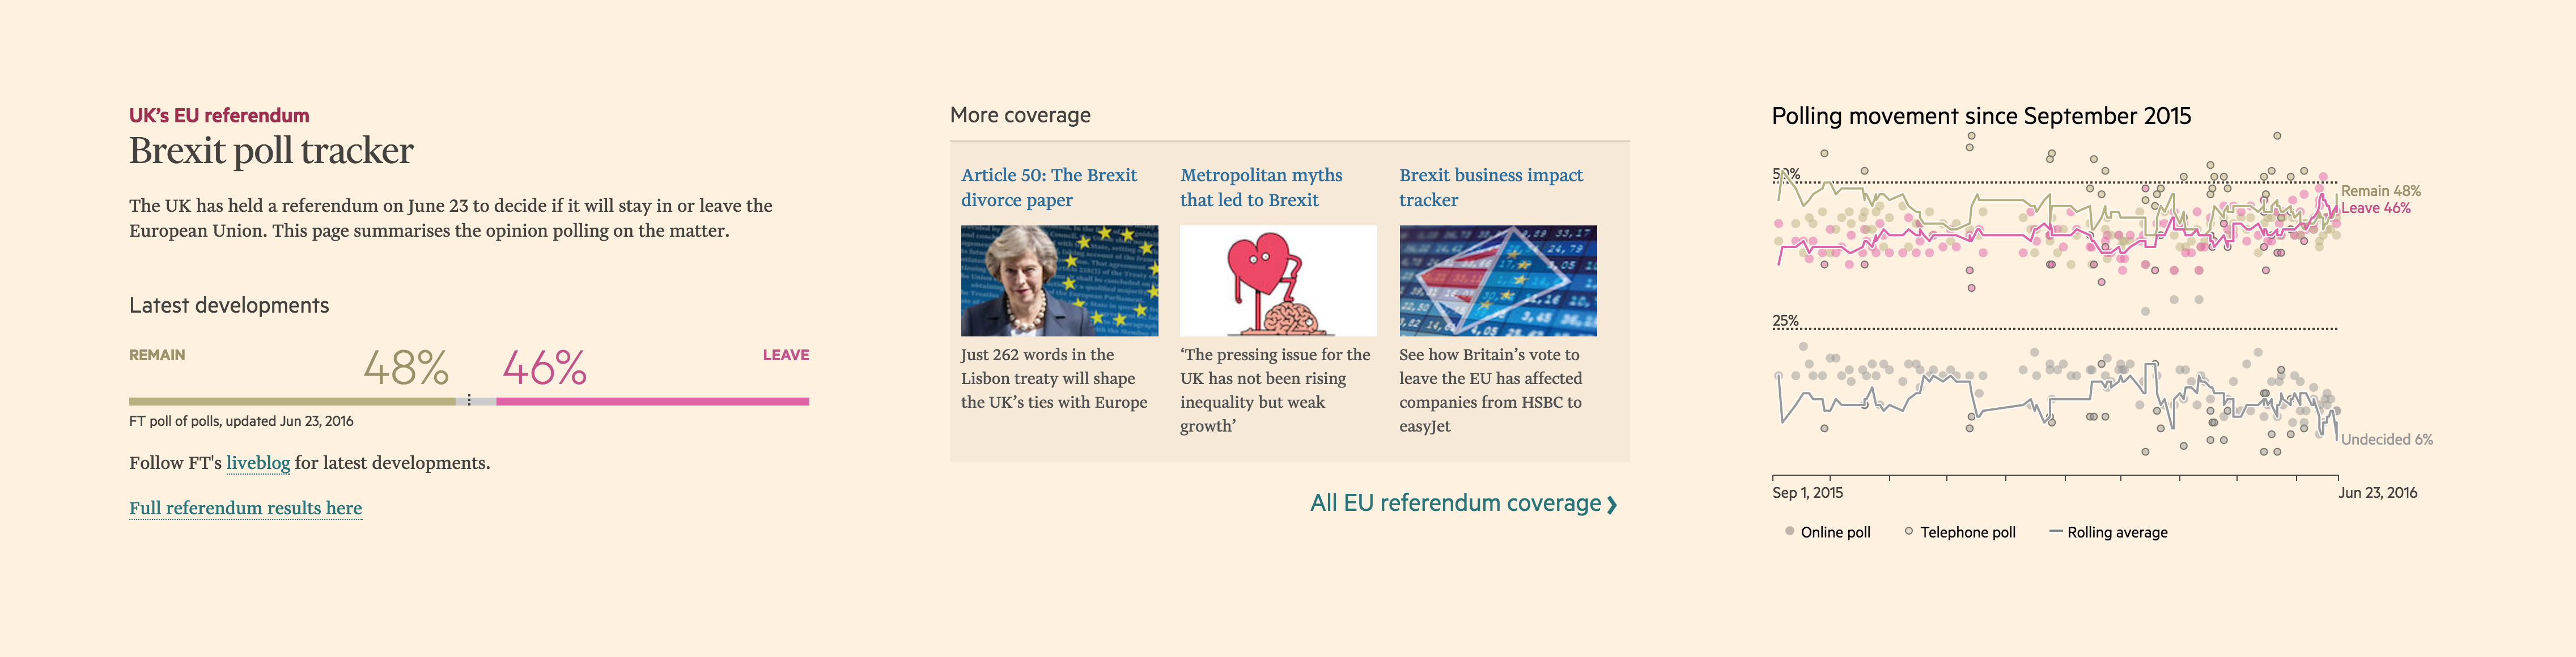 UK's EU referendum
Brexit poll tracker
The UK has held a referendum on June 23 to decide if it will stay in or leave the
European Union. This page summarises the opinion polling on the matter.
Latest developments
REMAIN
48%
46%
LEAVE
FT poll of polls, updated Jun 23, 2016
Follow FT's liveblog for latest developments.
Full referendum results here
More coverage
Article 50: The Brexit
divorce paper
Just 262 words in the
Lisbon treaty will shape
the UK's ties with Europe
Metropolitan myths
that led to Brexit
‘The pressing issue for the
UK has not been rising
inequality but weak
growth’
Brexit business impact
tracker
See how Britain's vote to
leave the EU has affected
companies from HSBC to
easyJet
All EU referendum coverage ❯
Polling movement since September 2015
50%
Remain 48%
Leave 46%
25%
Undecided 6%
Sep 1, 2015
Jun 23, 2016
Online poll
Telephone poll
Rolling average